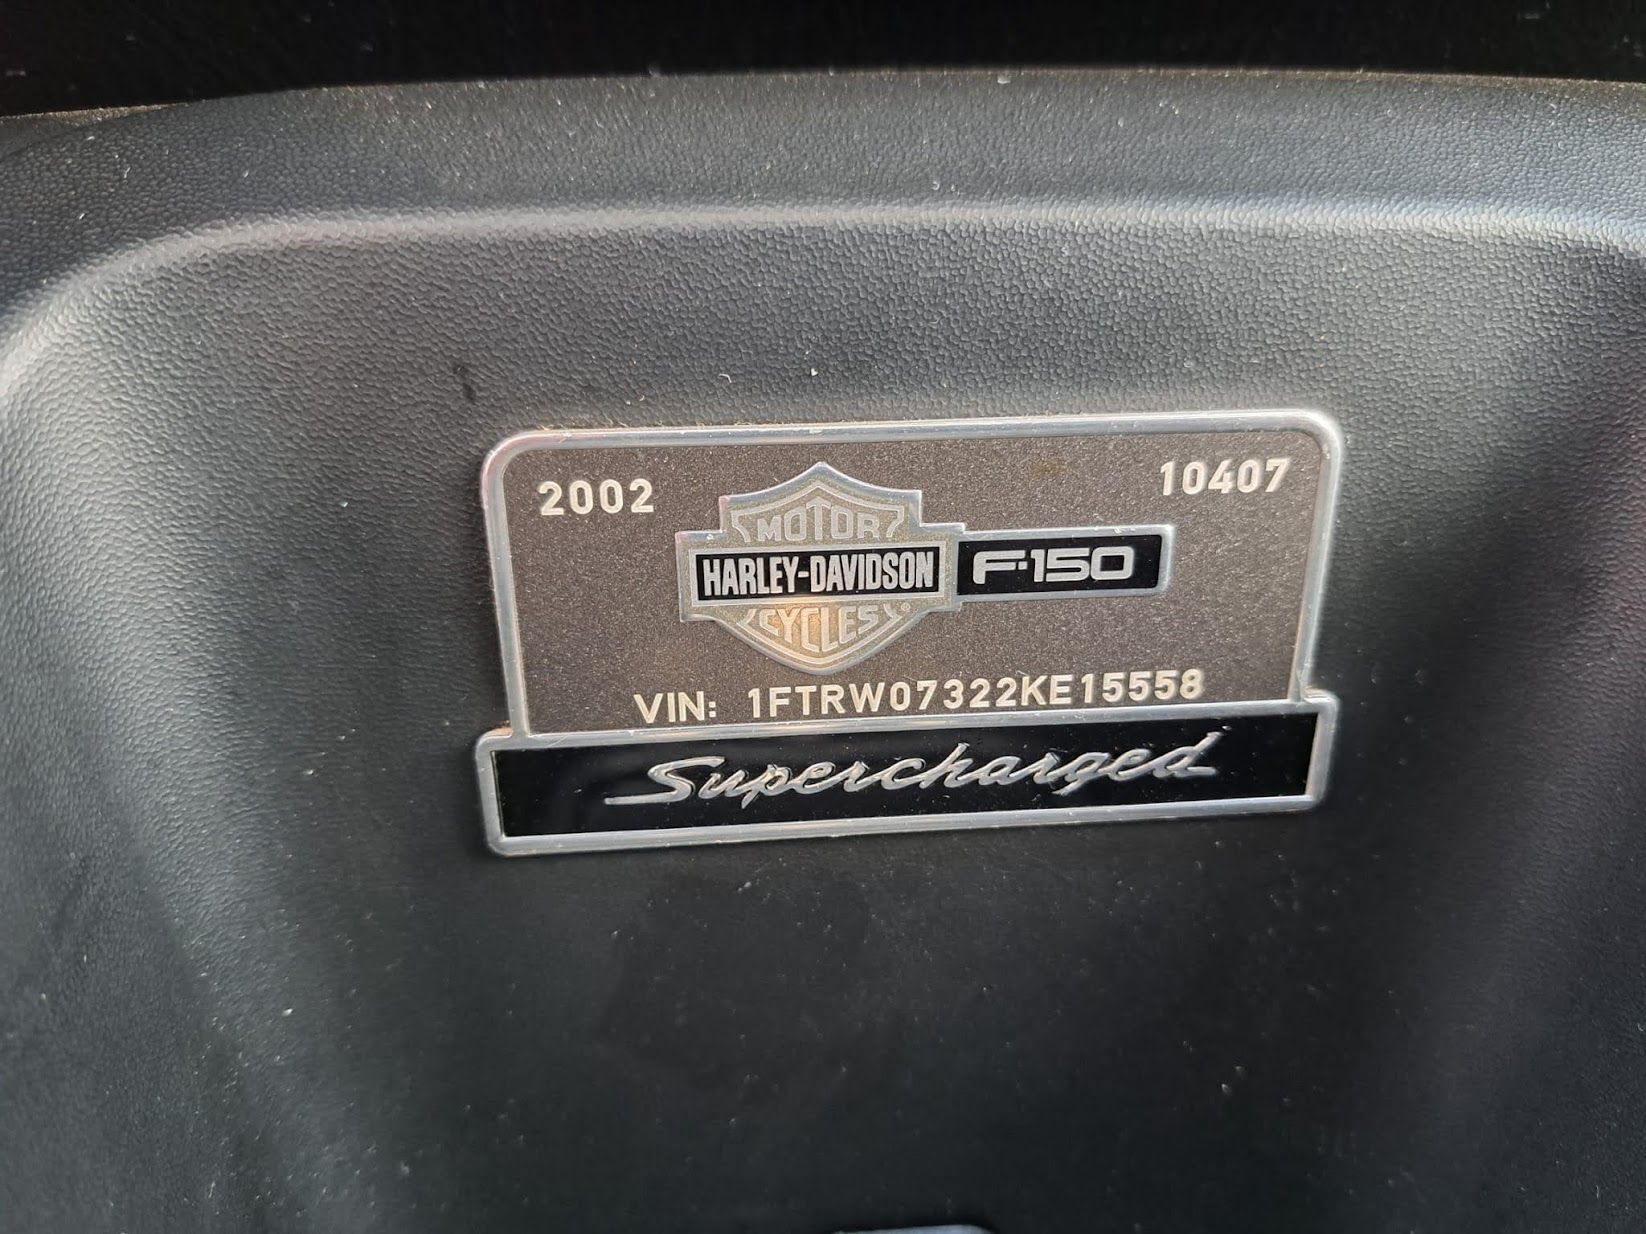 2002
10407
MOTOR
HARLEY-DAVIDSON
F-150
CYCLES
VIN: 1FTRW07322KE15558
Supercharged